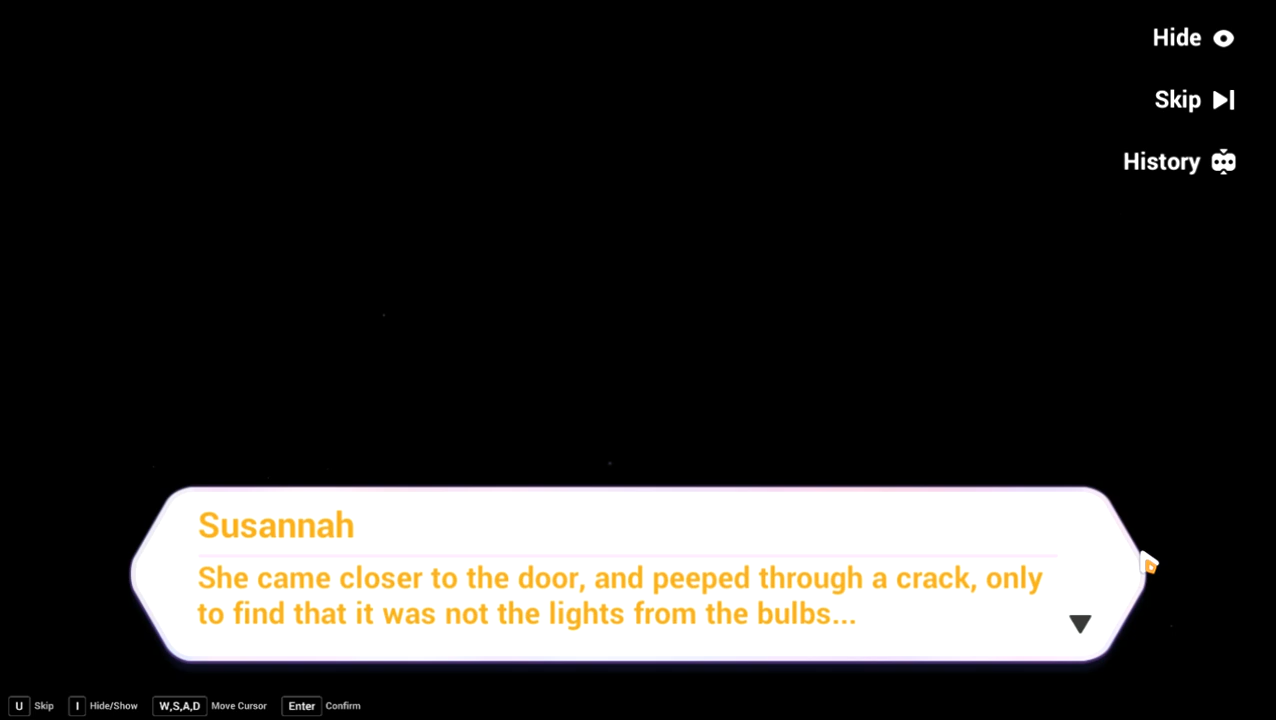 Hide
Skip
History
Susannah
She came closer to the door, and peeped through a crack, only
to find that it was not the lights from the bulbs...
U Skip I Hide/Show W,S,A,D Move Cursor Enter Confirm